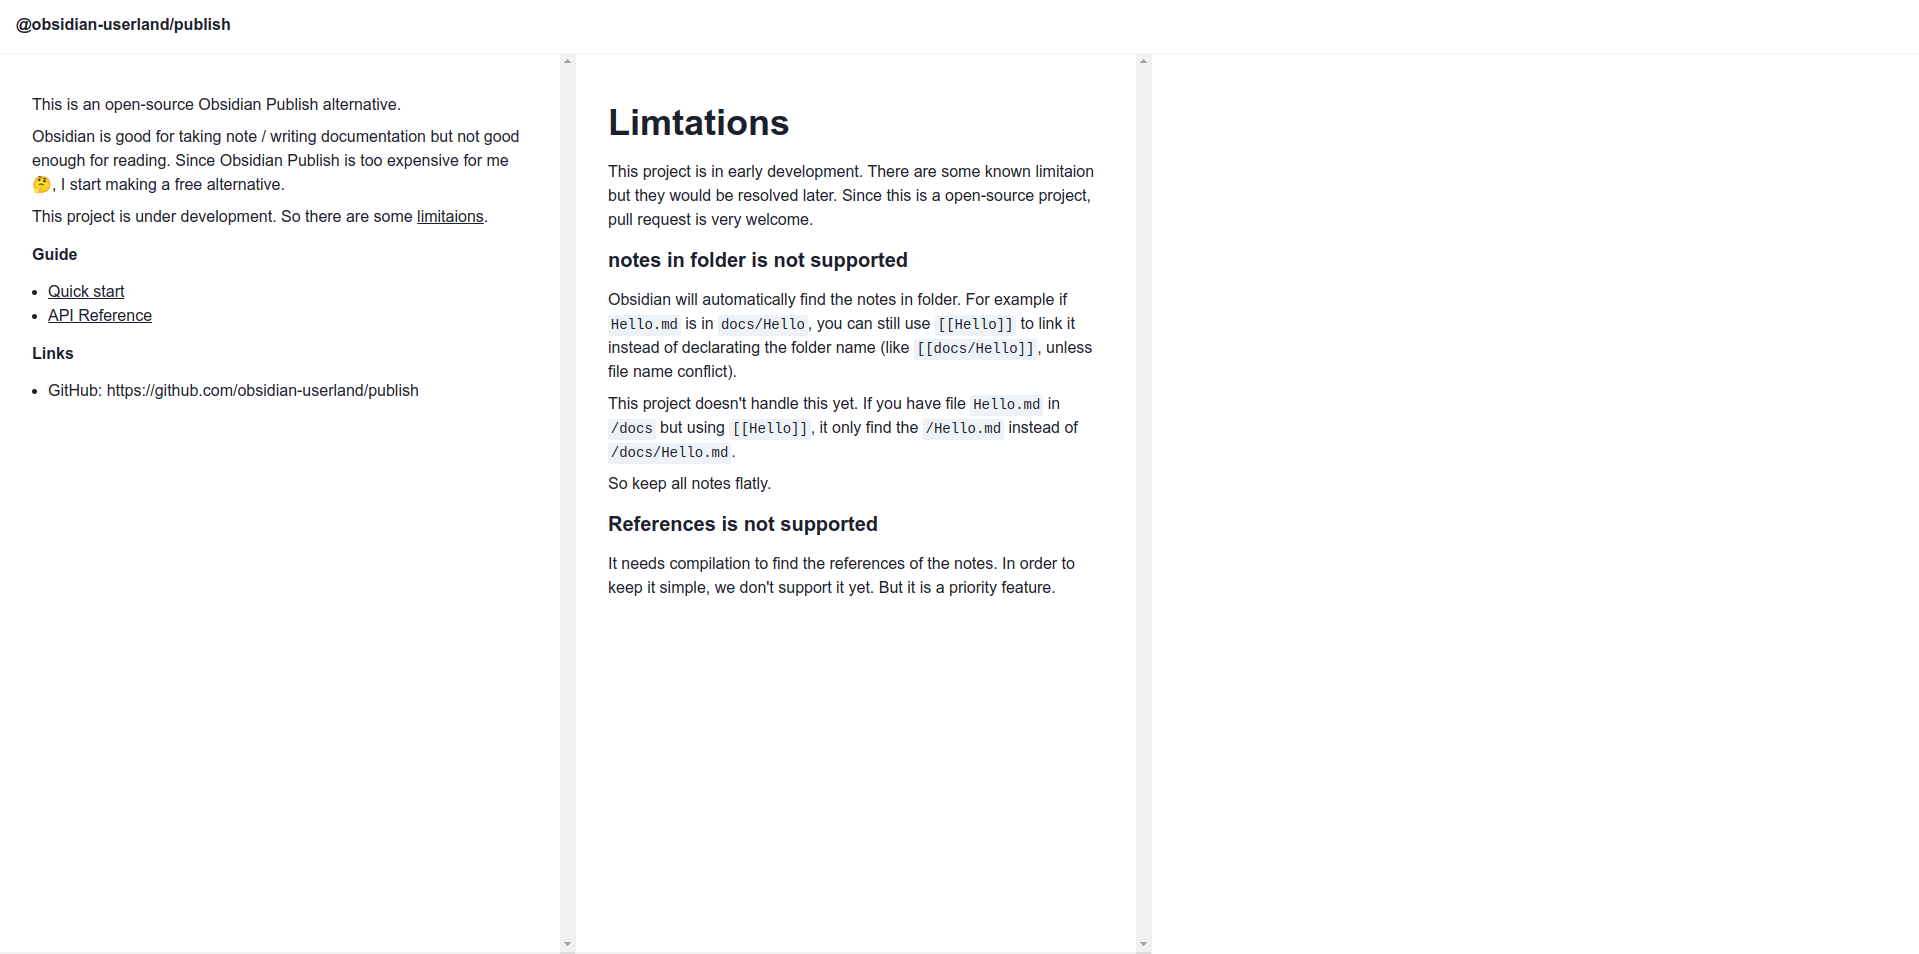 @obsidian-userland/publish
This is an open-source Obsidian Publish alternative.
Obsidian is good for taking note / writing documentation but not good
enough for reading. Since Obsidian Publish is too expensive for me
🤔, I start making a free alternative.
This project is under development. So there are some limitaions.
Guide
• Quick start
• API Reference
Links
• GitHub: https://github.com/obsidian-userland/publish
Limtations
This project is in early development. There are some known limitaion
but they would be resolved later. Since this is a open-source project,
pull request is very welcome.
notes in folder is not supported
Obsidian will automatically find the notes in folder. For example if
Hello.md is in docs/Hello, you can still use [[Hello]] to link it
instead of declarating the folder name (like [[docs/Hello]], unless
file name conflict).
This project doesn't handle this yet. If you have file Hello.md in
/docs but using [[Hello]], it only find the /Hello.md instead of
/docs/Hello.md.
So keep all notes flatly.
References is not supported
It needs compilation to find the references of the notes. In order to
keep it simple, we don't support it yet. But it is a priority feature.